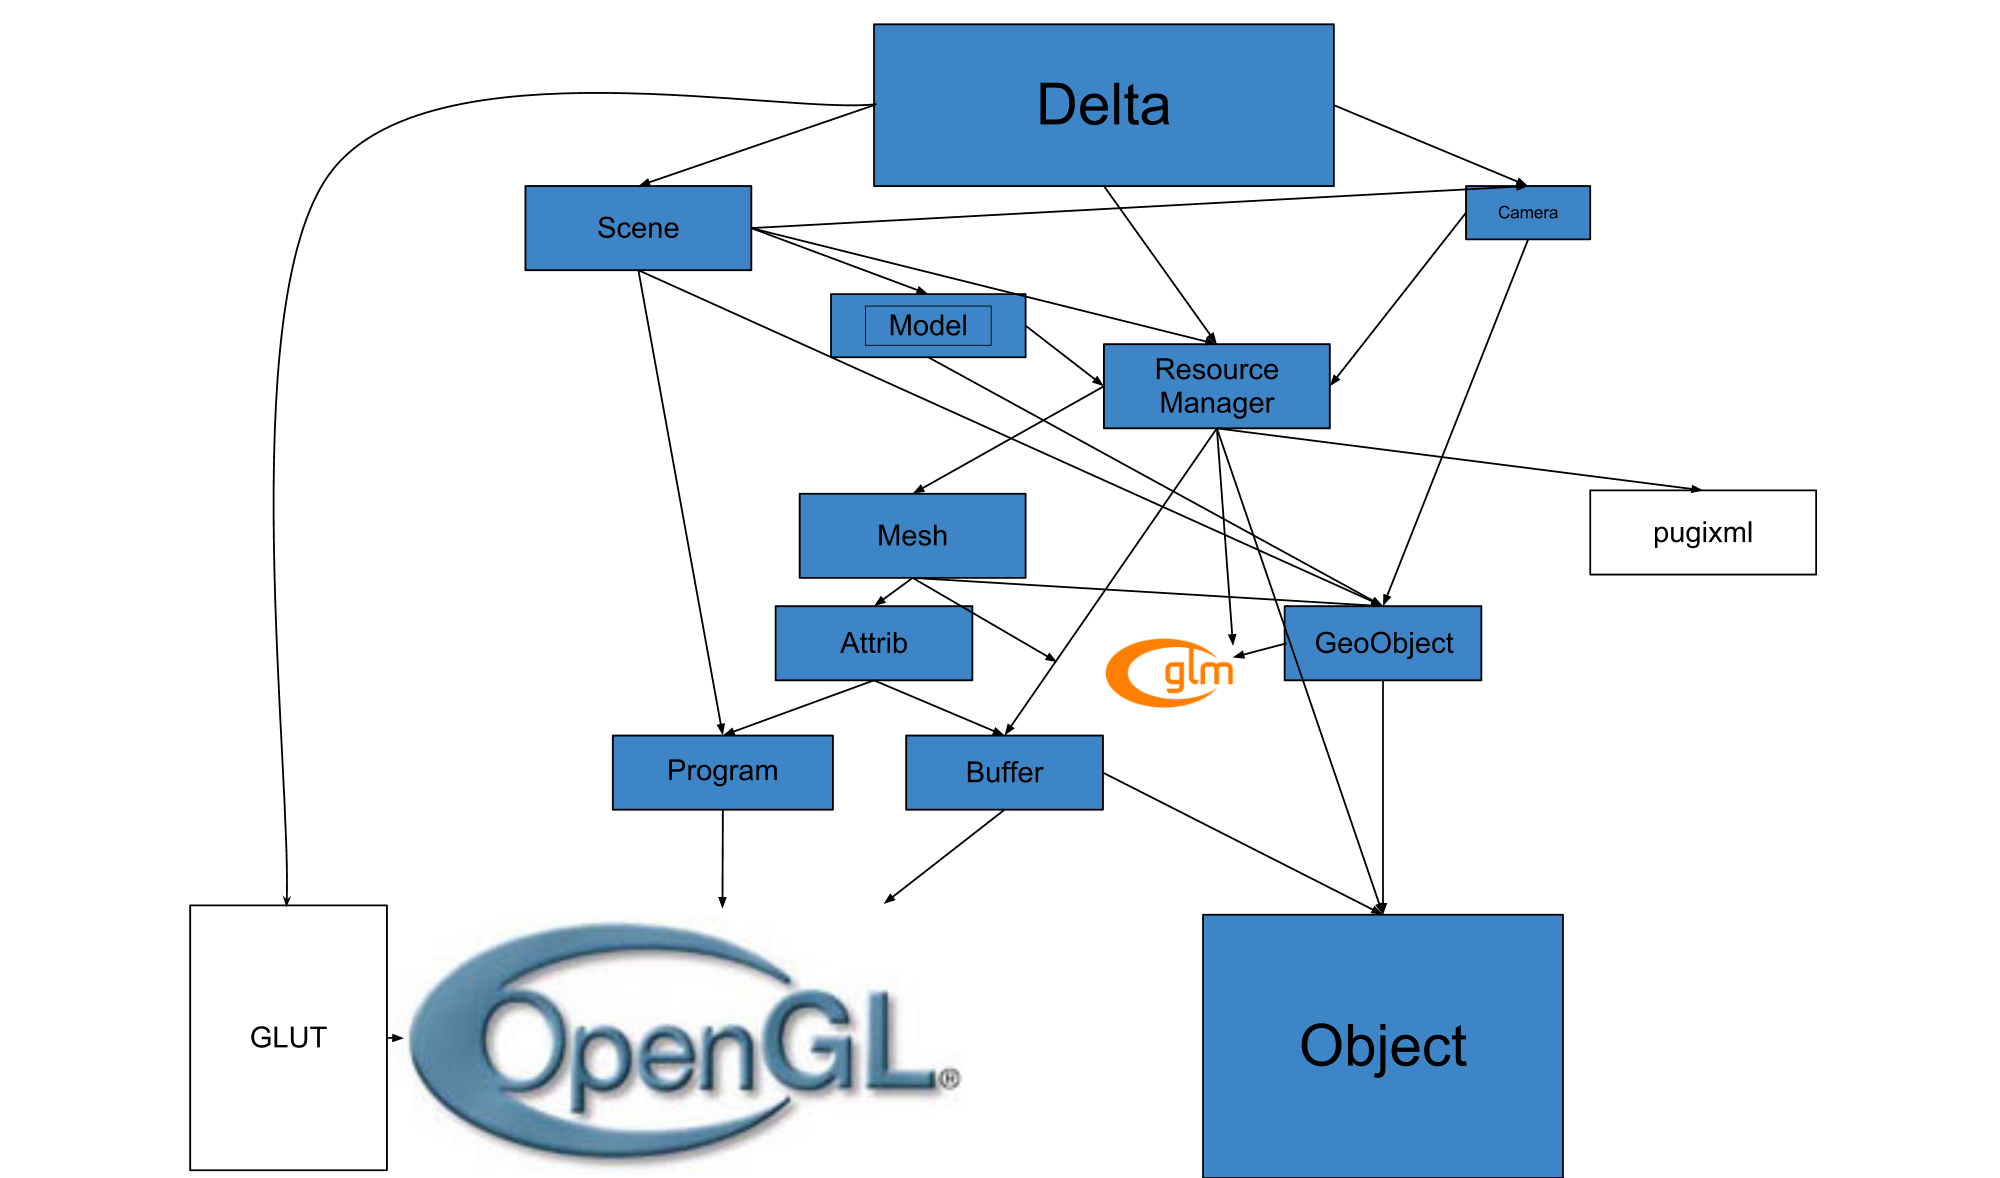 Delta
Scene
Camera
Model
Resource
Manager
Mesh
pugixml
Attrib
GeoObject
glm
Program
Buffer
GLUT
OpenGL®
Object